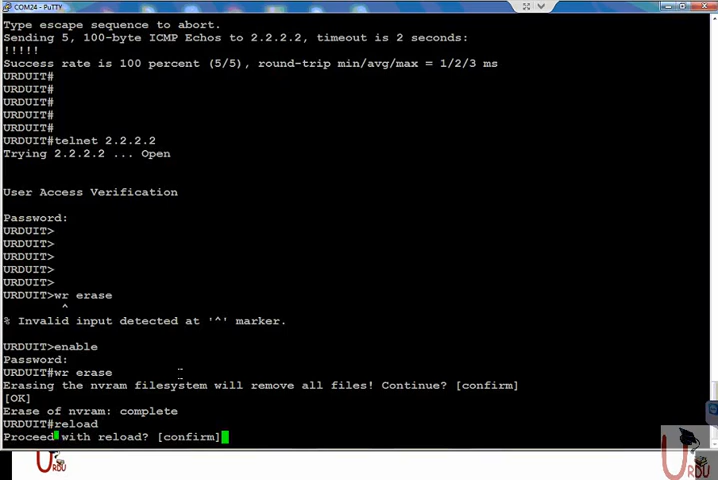 COM24 - PuTTY
Type escape sequence to abort.
Sending 5, 100-byte ICMP Echos to 2.2.2.2, timeout is 2 seconds:
!!!!!
Success rate is 100 percent (5/5), round-trip min/avg/max = 1/2/3 ms
URDUIT#
URDUIT#
URDUIT#
URDUIT#
URDUIT#
URDUIT#telnet 2.2.2.2
Trying 2.2.2.2 ... Open
User Access Verification
Password:
URDUIT>
URDUIT>
URDUIT>
URDUIT>
URDUIT>
URDUIT>wr erase
^
% Invalid input detected at '^' marker.
URDUIT>enable
Password:
URDUIT#wr erase
Erasing the nvram filesystem will remove all files! Continue? [confirm]
[OK]
Erase of nvram: complete
URDUIT#reload
Proceed with reload? [confirm]
URDU
URDU